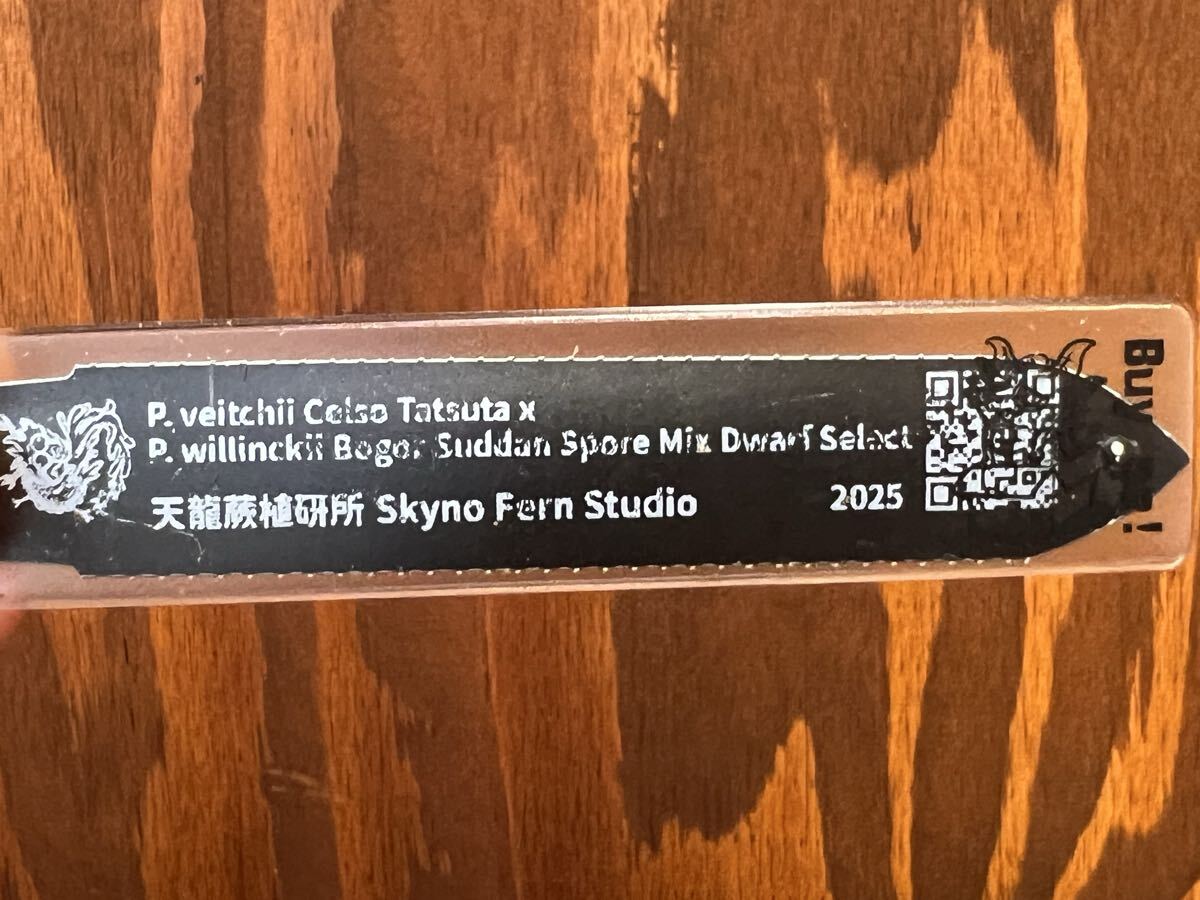 P. veitchii Celso Tatsuta x
P. willinckii Bogor Suddan Spore Mix Dwarf Select
天龍蕨植研所 Skyno Fern Studio
2025